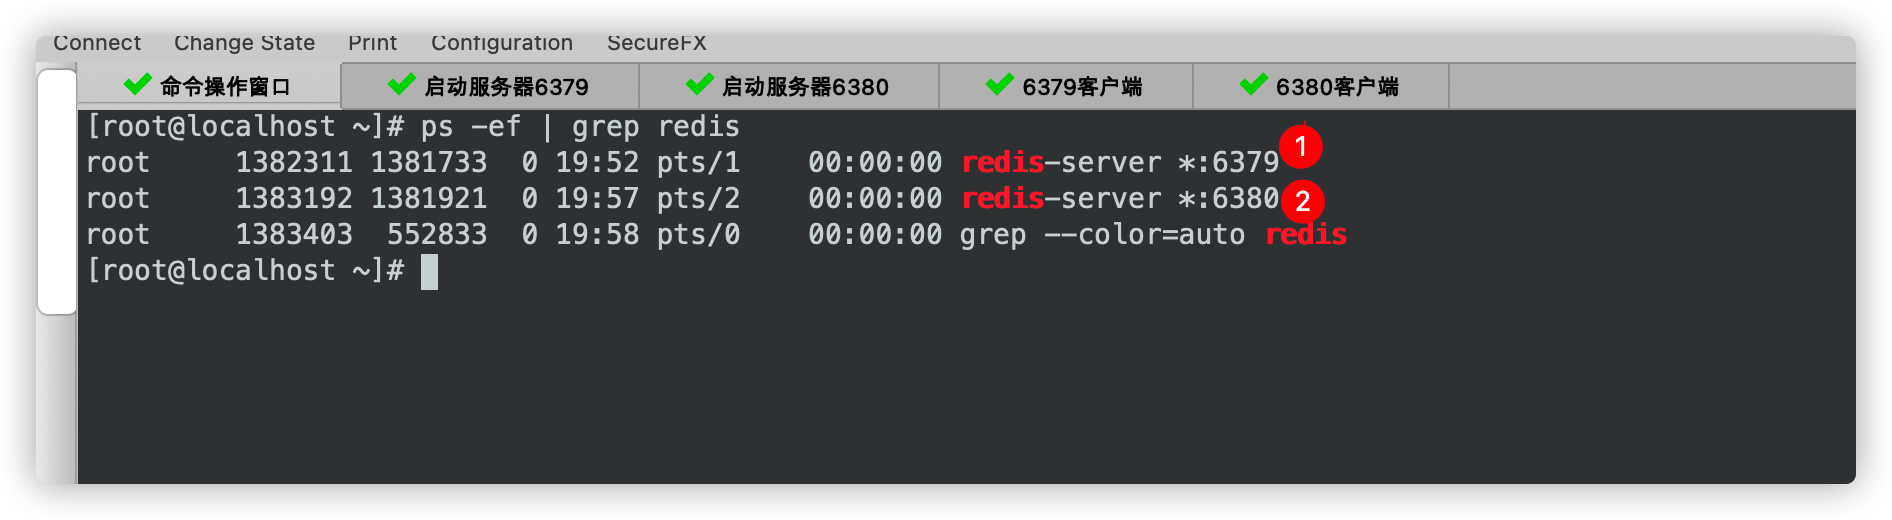 Connect Change State Print Configuration SecureFX
命令操作窗口 启动服务器6379 启动服务器6380 6379客户端 6380客户端
[root@localhost ~]# ps -ef | grep redis
root     1382311 1381733  0 19:52 pts/1    00:00:00 redis-server *:6379 1
root     1383192 1381921  0 19:57 pts/2    00:00:00 redis-server *:6380 2
root     1383403  552833  0 19:58 pts/0    00:00:00 grep --color=auto redis
[root@localhost ~]#